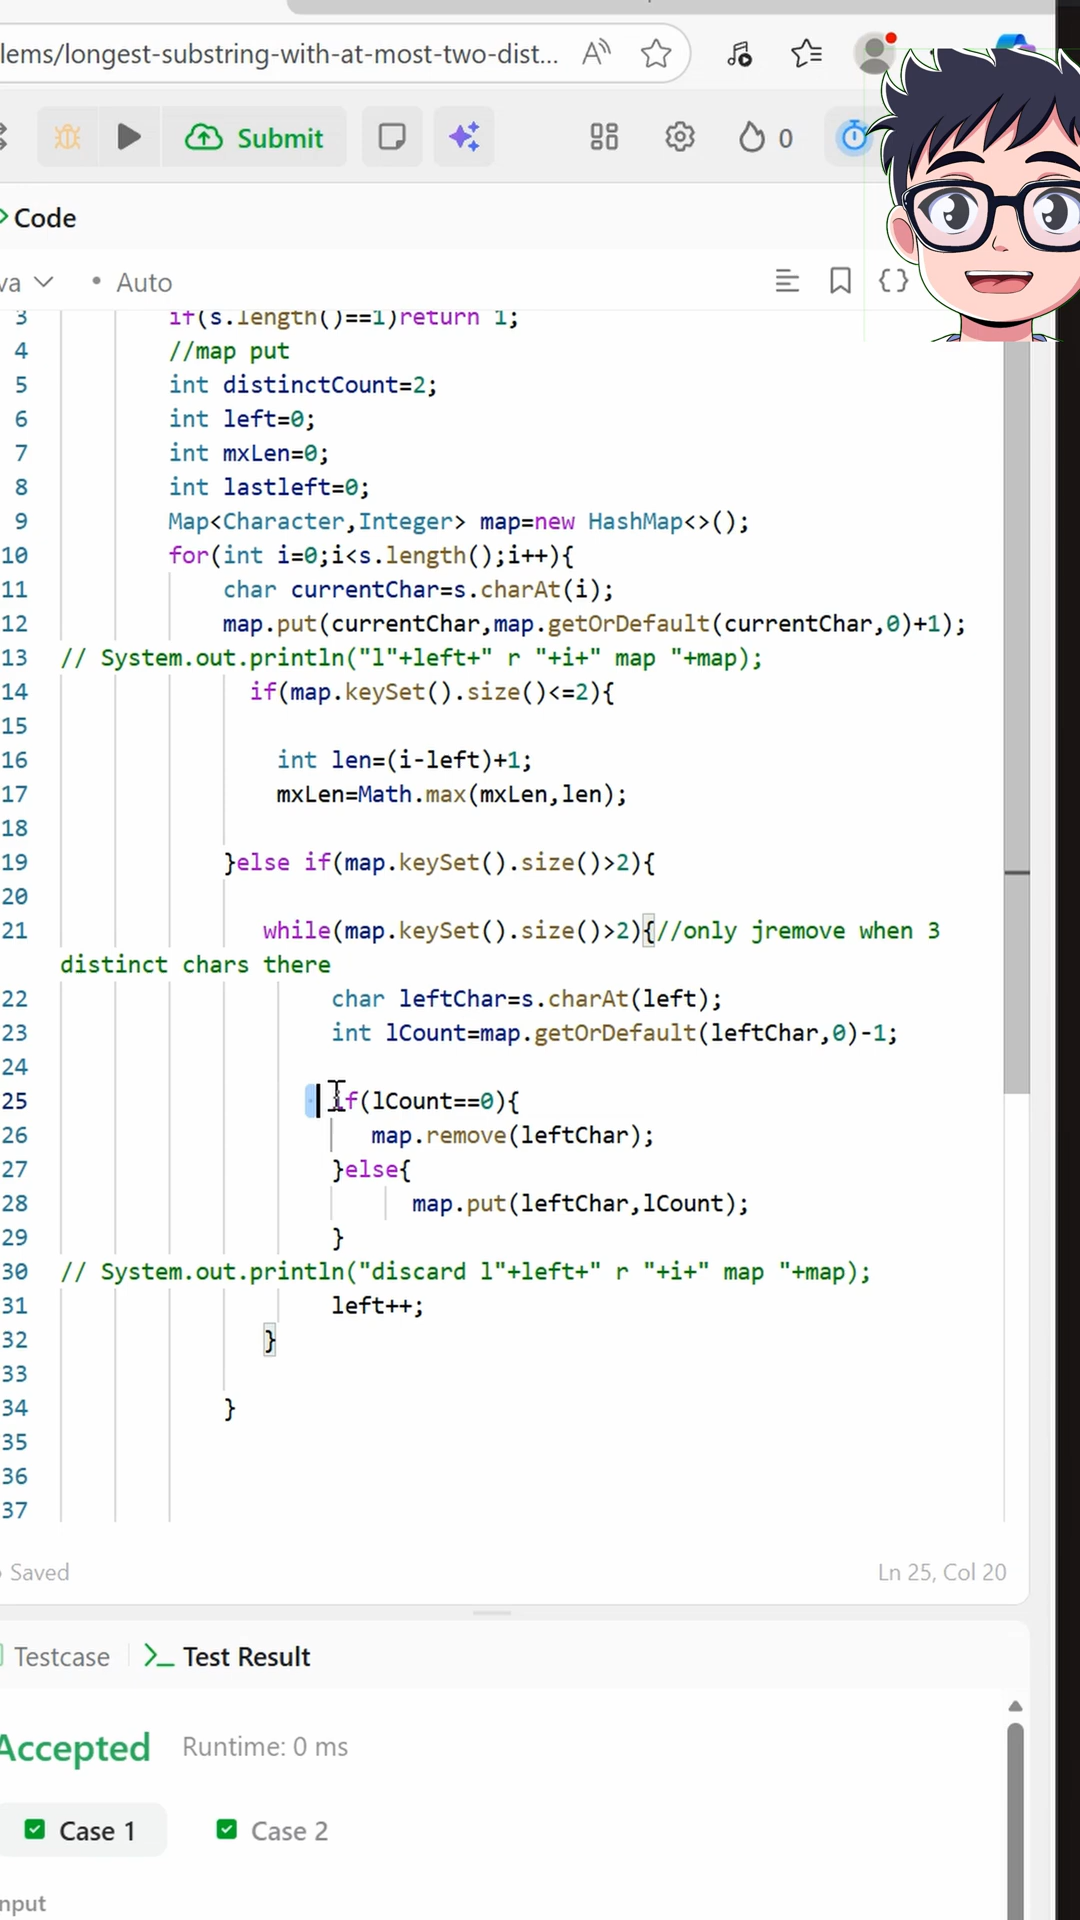 lems/longest-substring-with-at-most-two-dist...
Submit
0
Code
va
Auto
3 if(s.length()==1)return 1;
4 //map put
5 int distinctCount=2;
6 int left=0;
7 int mxLen=0;
8 int lastleft=0;
9 Map<Character,Integer> map=new HashMap<>();
10 for(int i=0;i<s.length();i++){
11 char currentChar=s.charAt(i);
12 map.put(currentChar,map.getOrDefault(currentChar,0)+1);
13 // System.out.println("l"+left+" r "+i+" map "+map);
14 if(map.keySet().size()<=2){
15
16 int len=(i-left)+1;
17 mxLen=Math.max(mxLen,len);
18
19 }else if(map.keySet().size()>2){
20
21 while(map.keySet().size()>2){//only jremove when 3
distinct chars there
22 char leftChar=s.charAt(left);
23 int lCount=map.getOrDefault(leftChar,0)-1;
24
25 if(lCount==0){
26 map.remove(leftChar);
27 }else{
28 map.put(leftChar,lCount);
29 }
30 // System.out.println("discard l"+left+" r "+i+" map "+map);
31 left++;
32 }
33
34 }
35
36
37
Saved
Ln 25, Col 20
Testcase
Test Result
Accepted
Runtime: 0 ms
Case 1
Case 2
nput